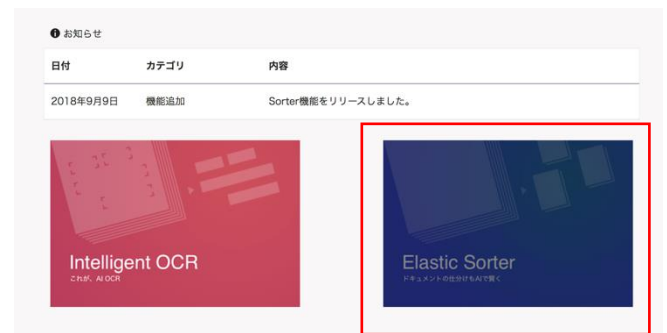 お知らせ
日付 カテゴリ 内容
2018年9月9日 機能追加 Sorter機能をリリースしました。
Intelligent OCR
これが、AI OCR
Elastic Sorter
ドキュメントの仕分けもAIで賢く